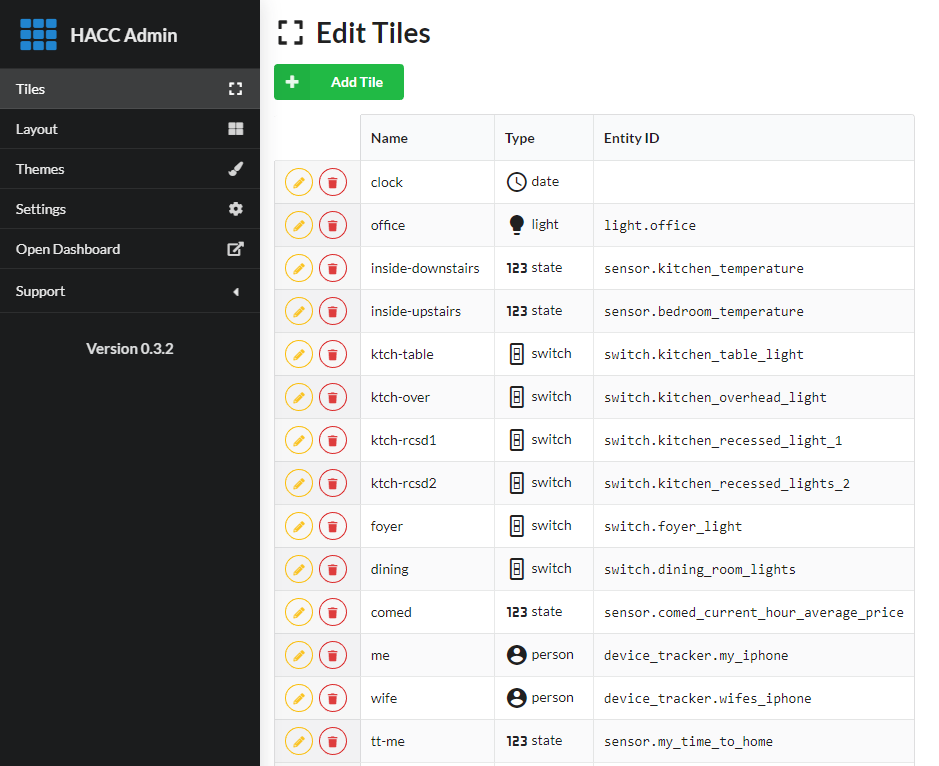 HACC Admin
Tiles
Layout
Themes
Settings
Open Dashboard
Support
Version 0.3.2
Edit Tiles
Add Tile
Name Type Entity ID
clock date
office light light.office
inside-downstairs 123 state sensor.kitchen_temperature
inside-upstairs 123 state sensor.bedroom_temperature
ktch-table switch switch.kitchen_table_light
ktch-over switch switch.kitchen_overhead_light
ktch-rcsd1 switch switch.kitchen_recessed_light_1
ktch-rcsd2 switch switch.kitchen_recessed_lights_2
foyer switch switch.foyer_light
dining switch switch.dining_room_lights
comed 123 state sensor.comed_current_hour_average_price
me person device_tracker.my_iphone
wife person device_tracker.wifes_iphone
tt-me 123 state sensor.my_time_to_home